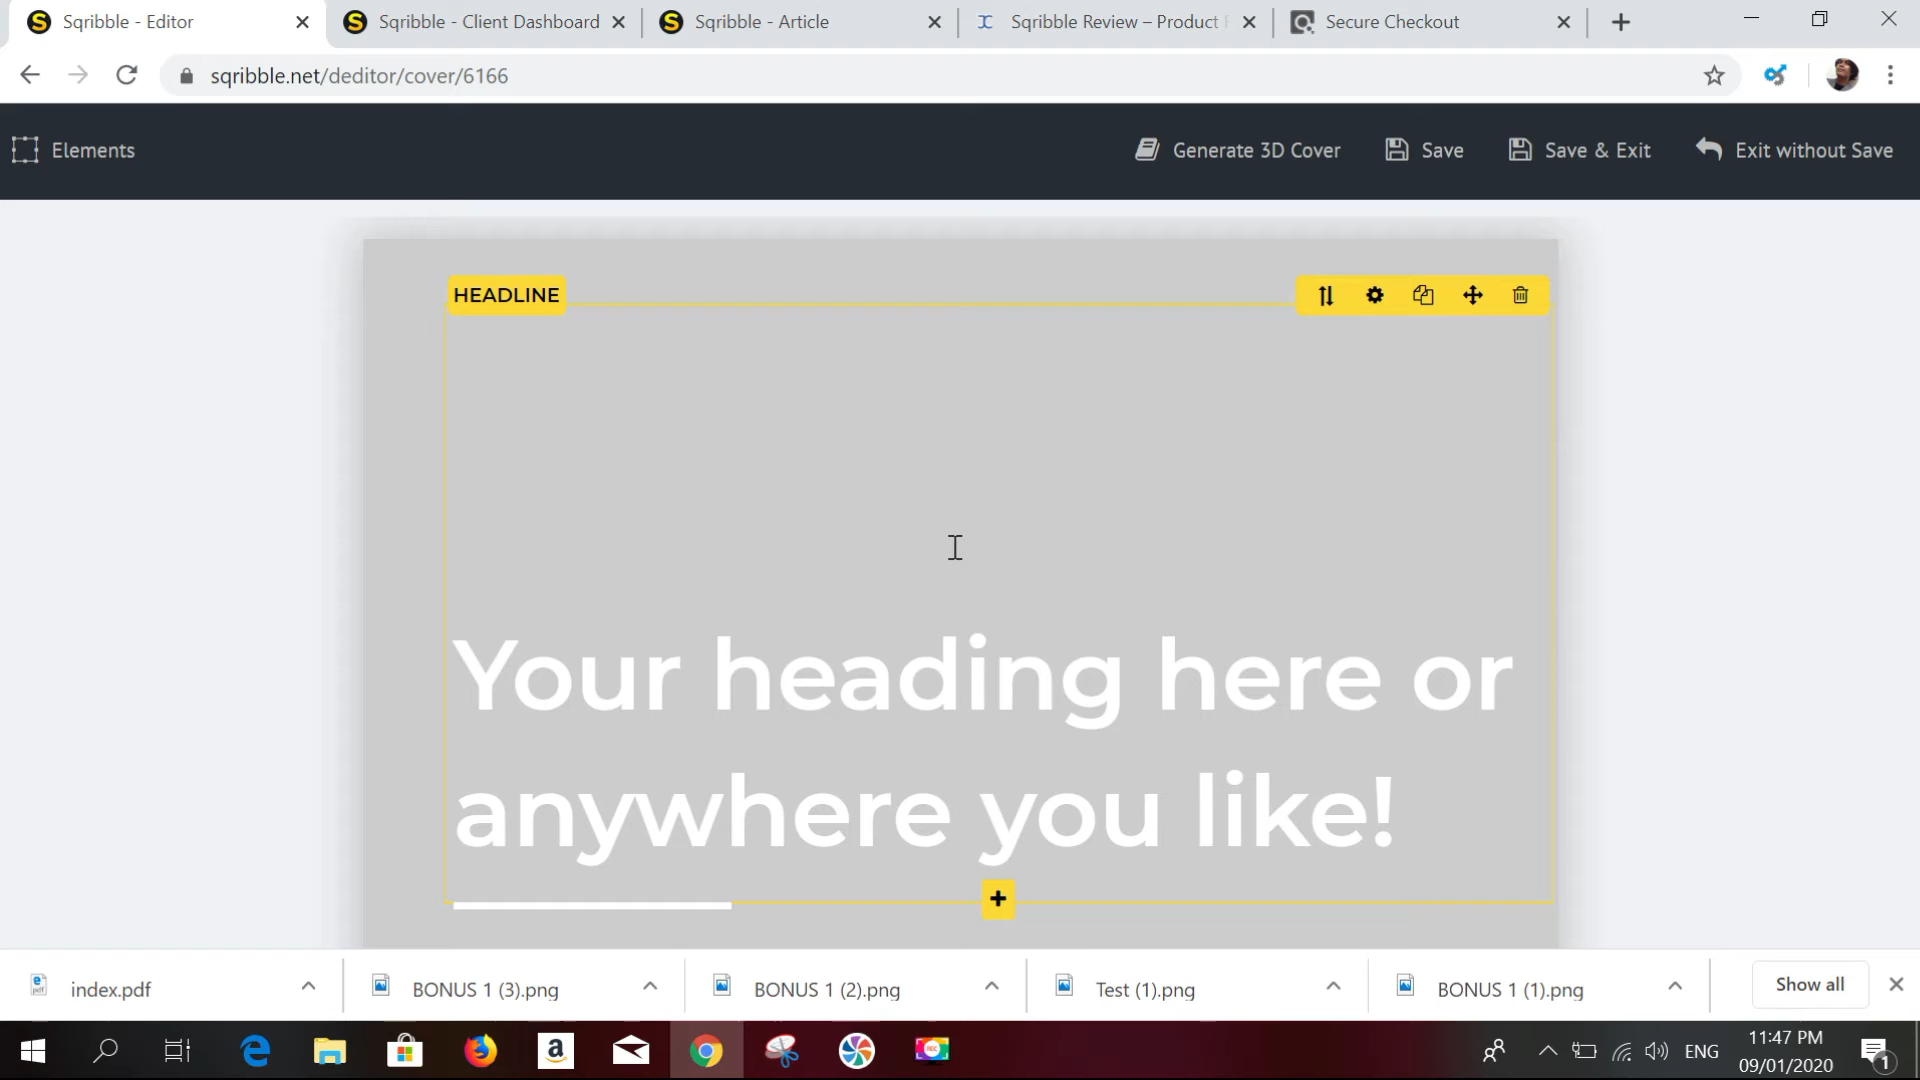 Sqribble - Editor
Sqribble - Client Dashboard
Sqribble - Article
Sqribble Review – Product
Secure Checkout
sqribble.net/deditor/cover/6166
Elements
Generate 3D Cover
Save
Save & Exit
Exit without Save
HEADLINE
Your heading here or
anywhere you like!
index.pdf
BONUS 1 (3).png
BONUS 1 (2).png
Test (1).png
BONUS 1 (1).png
Show all
ENG
11:47 PM
09/01/2020
1